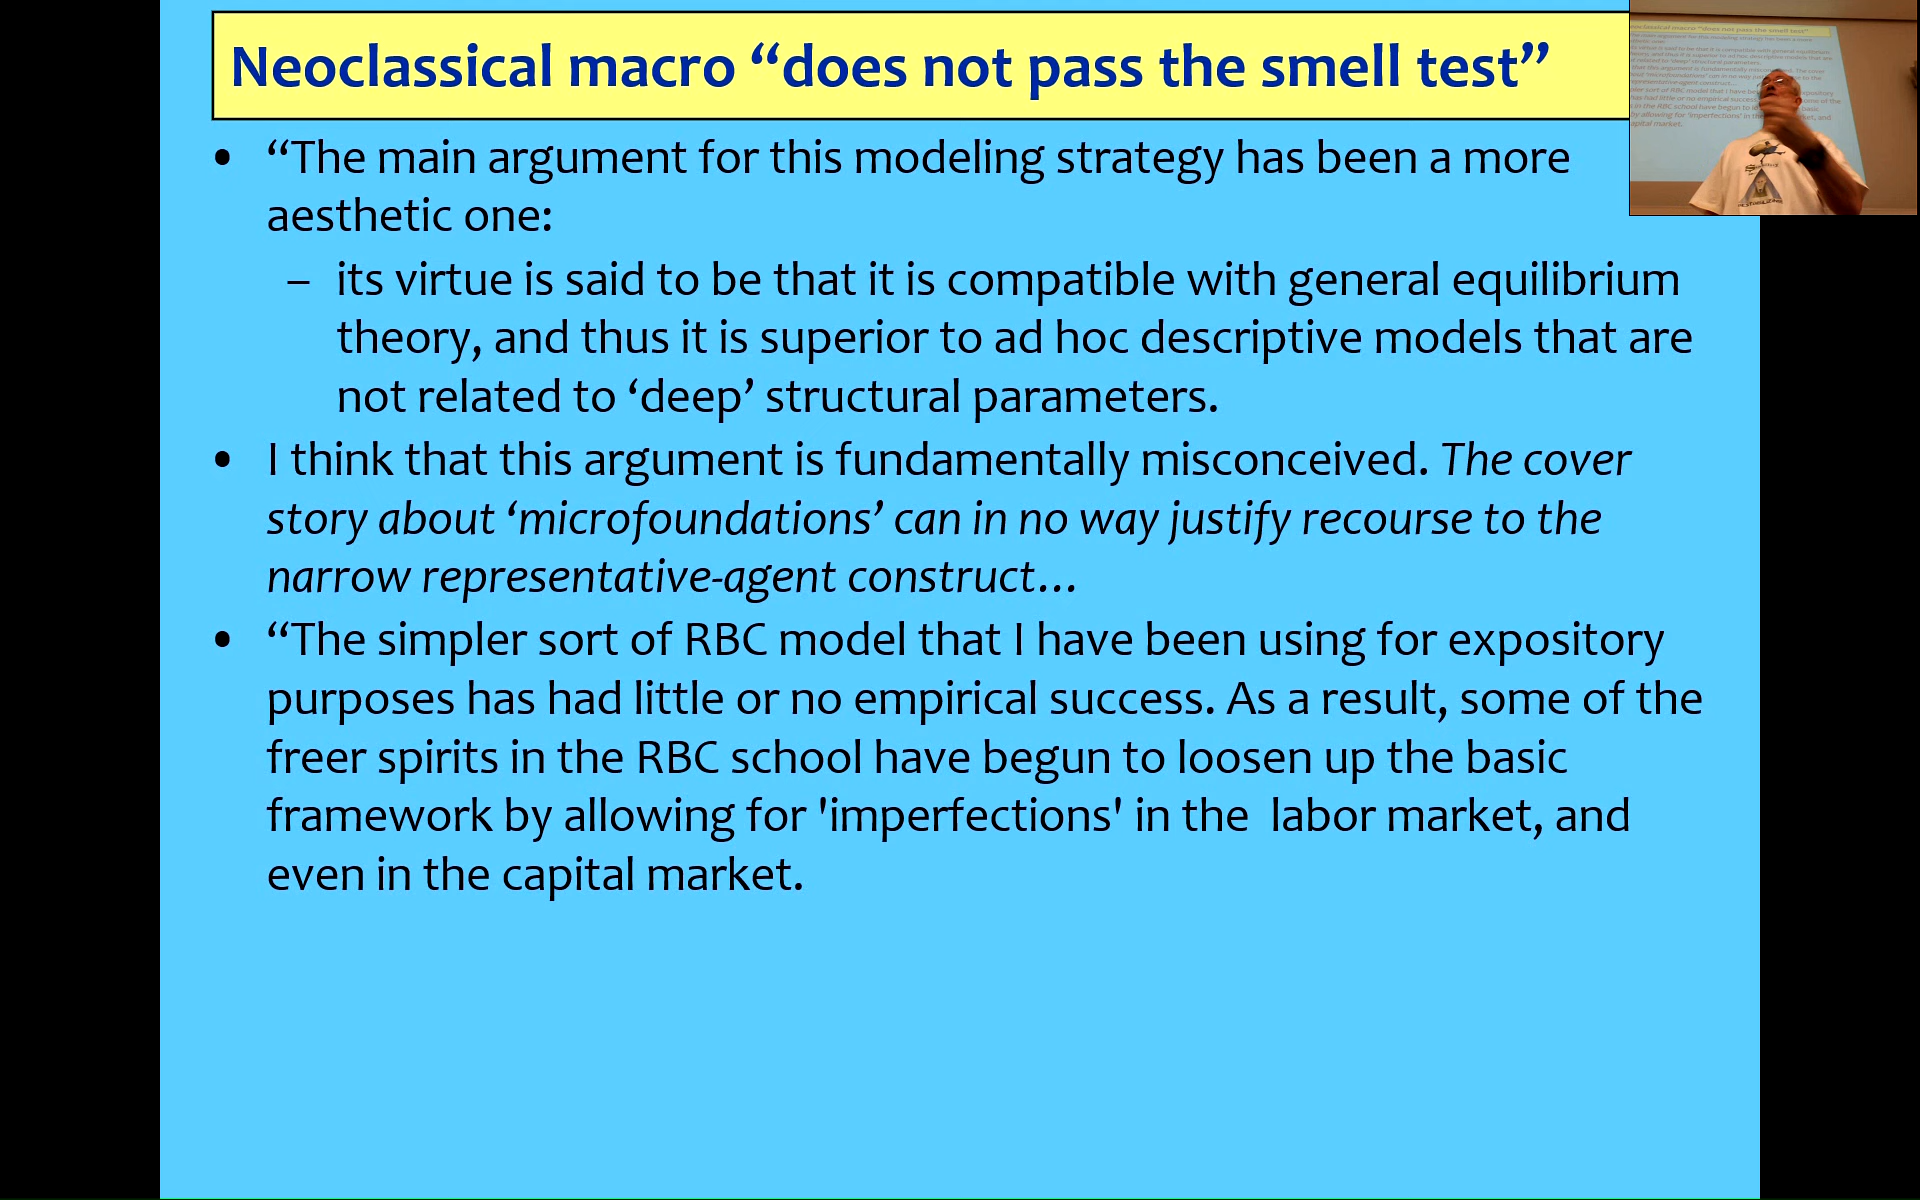 Neoclassical macro “does not pass the smell test”
• “The main argument for this modeling strategy has been a more
aesthetic one:
– its virtue is said to be that it is compatible with general equilibrium
theory, and thus it is superior to ad hoc descriptive models that are
not related to ‘deep’ structural parameters.
• I think that this argument is fundamentally misconceived. The cover
story about ‘microfoundations’ can in no way justify recourse to the
narrow representative-agent construct…
• “The simpler sort of RBC model that I have been using for expository
purposes has had little or no empirical success. As a result, some of the
freer spirits in the RBC school have begun to loosen up the basic
framework by allowing for 'imperfections' in the  labor market, and
even in the capital market.